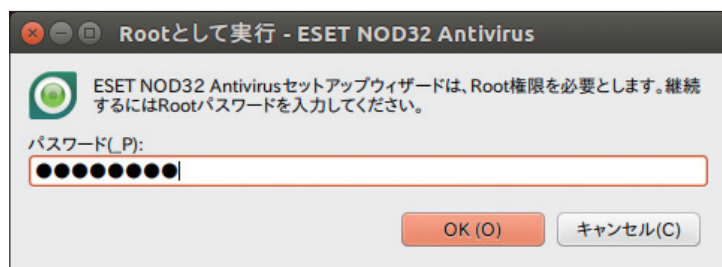 Rootとして実行 - ESET NOD32 Antivirus
ESET NOD32 Antivirusセットアップウィザードは、Root権限を必要とします。継続
するにはRootパスワードを入力してください。
パスワード(_P):
●●●●●●●●
OK (O)
キャンセル(C)